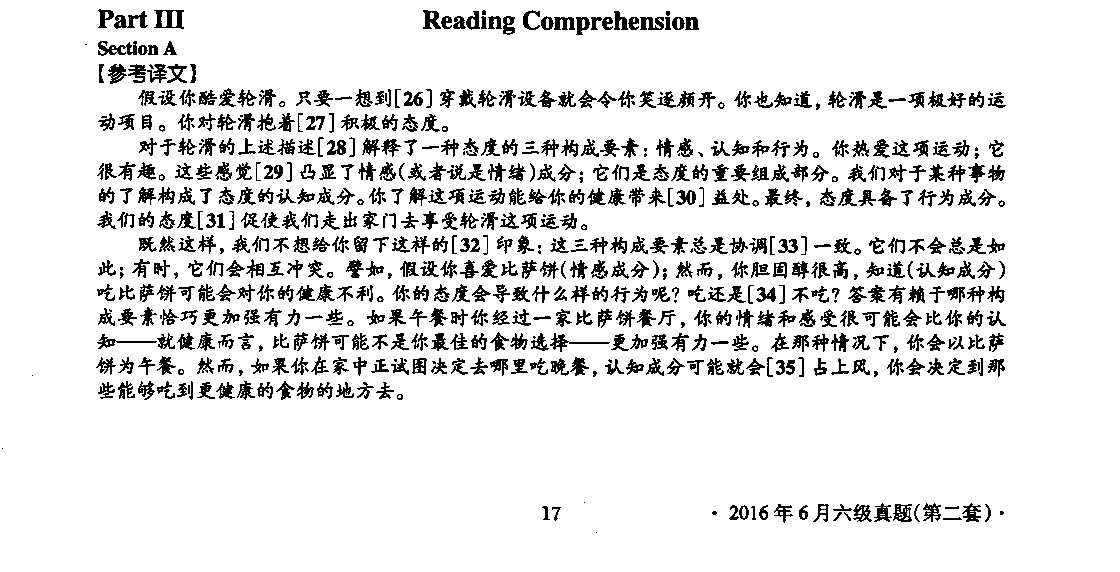 Part III Reading Comprehension
Section A
【参考译文】
假设你酷爱轮滑。只要一想到[26]穿戴轮滑设备就会令你笑逐颜开。你也知道,轮滑是一项极好的运
动项目。你对轮滑抱着[27]积极的态度。
对于轮滑的上述描述[28]解释了一种态度的三种构成要素:情感、认知和行为。你热爱这项运动;它
很有趣。这些感觉[29]凸显了情感(或者说是情绪)成分;它们是态度的重要组成部分。我们对于某种事物
的了解构成了态度的认知成分。你了解这项运动能给你的健康带来[30]益处。最终,态度具备了行为成分。
我们的态度[31]促使我们走出家门去享受轮滑这项运动。
既然这样,我们不想给你留下这样的[32]印象:这三种构成要素总是协调[33]一致。它们不会总是如
此;有时,它们会相互冲突。譬如,假设你喜爱比萨饼(情感成分);然而,你胆固醇很高,知道(认知成分)
吃比萨饼可能会对你的健康不利。你的态度会导致什么样的行为呢?吃还是[34]不吃?答案有赖于哪种构
成要素恰巧更加强有力一些。如果午餐时你经过一家比萨饼餐厅,你的情绪和感受很可能会比你的认
知——就健康而言,比萨饼可能不是你最佳的食物选择——更加强有力一些。在那种情况下,你会以比萨
饼为午餐。然而,如果你在家中正试图决定去哪里吃晚餐,认知成分可能就会[35]占上风,你会决定到那
些能够吃到更健康的食物的地方去。
17 ·2016年6月六级真题(第二套)·